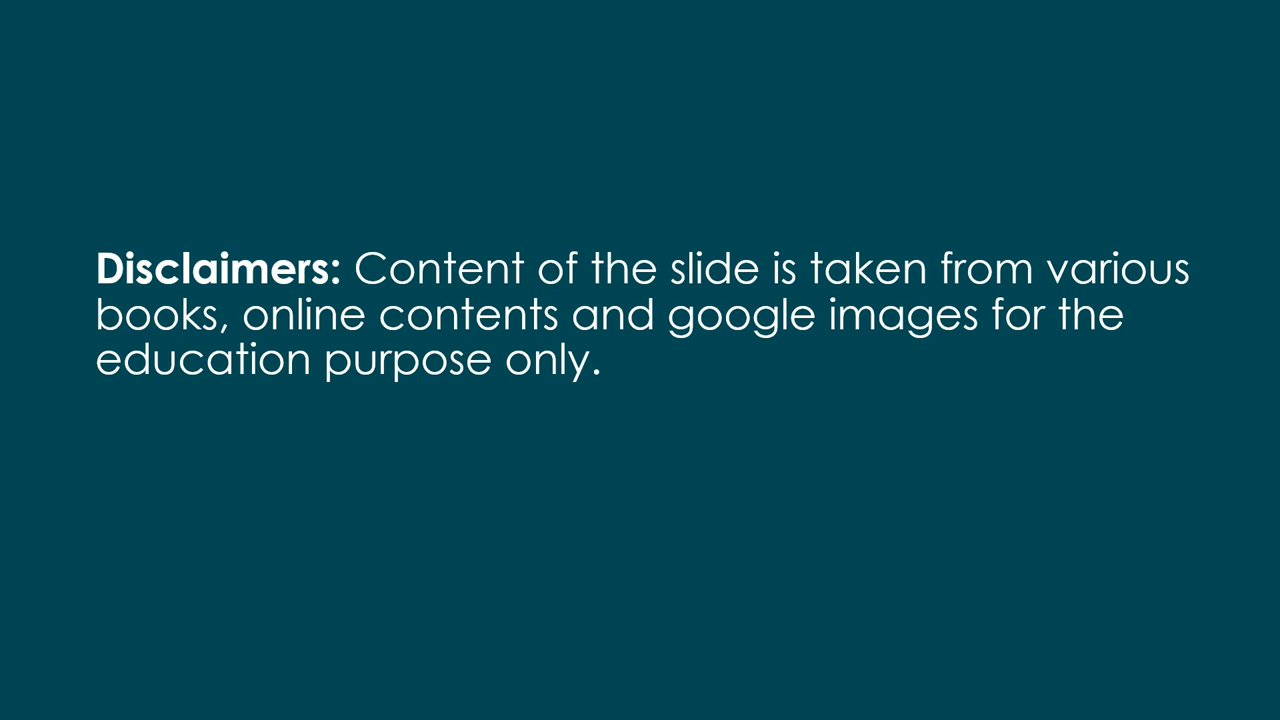 Disclaimers: Content of the slide is taken from various
books, online contents and google images for the
education purpose only.